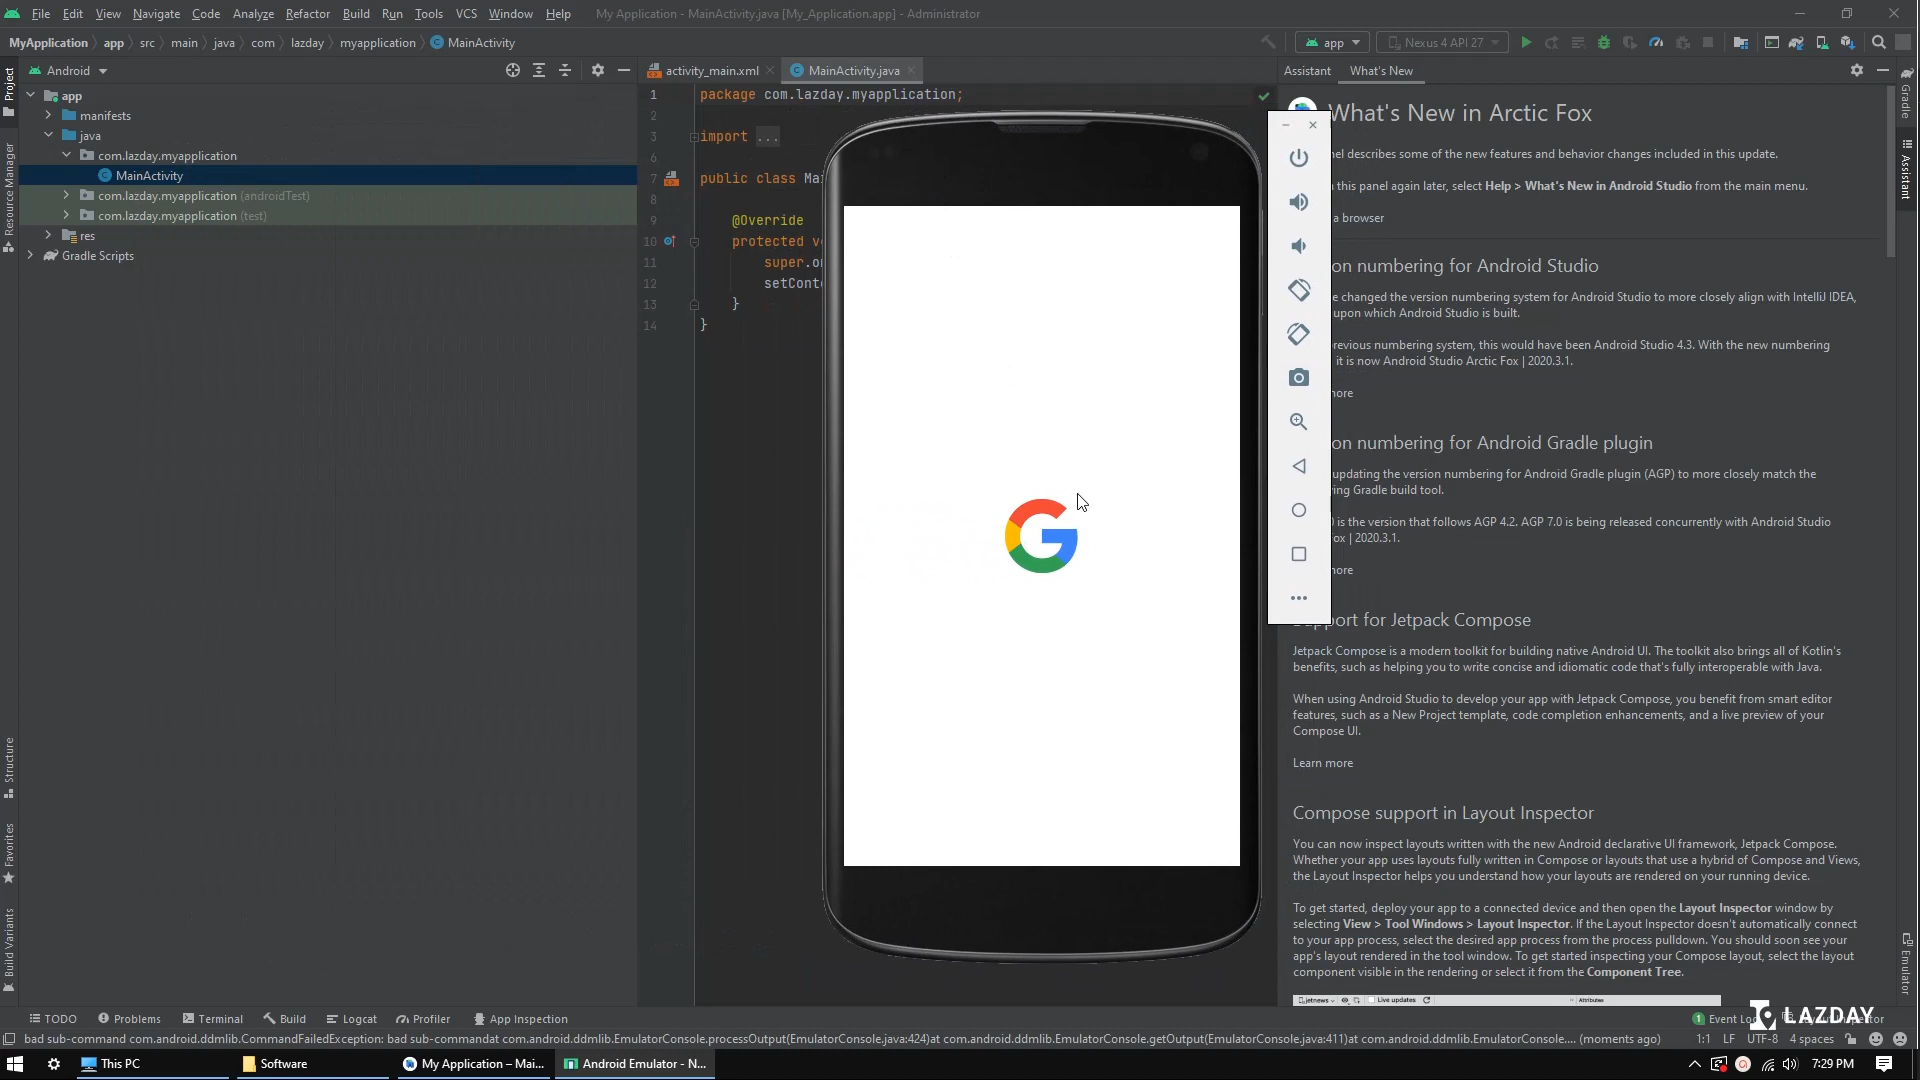 File Edit View Navigate Code Analyze Refactor Build Run Tools VCS Window Help My Application - MainActivity.java [My_Application.app] - Administrator
MyApplication app src main java com lazday myapplication MainActivity
app Nexus 4 API 27
Project
Android
activity_main.xml MainActivity.java
Assistant What's New
Gradle
app
manifests
java
com.lazday.myapplication
MainActivity
com.lazday.myapplication (androidTest)
com.lazday.myapplication (test)
res
Gradle Scripts
Resource Manager
Structure
Favorites
Build Variants
1 package com.lazday.myapplication;
2
3 import ...
6
7 public class Mai
8
9 @Override
10 protected v
11 super.on
12 setConte
13 }
14 }
What's New in Arctic Fox
nel describes some of the new features and behavior changes included in this update.
this panel again later, select Help > What's New in Android Studio from the main menu.
a browser
on numbering for Android Studio
e changed the version numbering system for Android Studio to more closely align with IntelliJ IDEA,
upon which Android Studio is built.
revious numbering system, this would have been Android Studio 4.3. With the new numbering
it is now Android Studio Arctic Fox | 2020.3.1.
ore
on numbering for Android Gradle plugin
updating the version numbering for Android Gradle plugin (AGP) to more closely match the
ing Gradle build tool.
0 is the version that follows AGP 4.2. AGP 7.0 is being released concurrently with Android Studio
ox | 2020.3.1.
ore
Support for Jetpack Compose
Jetpack Compose is a modern toolkit for building native Android UI. The toolkit also brings all of Kotlin's
benefits, such as helping you to write concise and idiomatic code that's fully interoperable with Java.
When using Android Studio to develop your app with Jetpack Compose, you benefit from smart editor
features, such as a New Project template, code completion enhancements, and a live preview of your
Compose UI.
Learn more
Compose support in Layout Inspector
You can now inspect layouts written with the new Android declarative UI framework, Jetpack Compose.
Whether your app uses layouts fully written in Compose or layouts that use a hybrid of Compose and Views,
the Layout Inspector helps you understand how your layouts are rendered on your running device.
To get started, deploy your app to a connected device and then open the Layout Inspector window by
selecting View > Tool Windows > Layout Inspector. If the Layout Inspector doesn't automatically connect
to your app process, select the desired app process from the process pulldown. You should soon see your
app's layout rendered in the tool window. To get started inspecting your Compose layout, select the layout
component visible in the rendering or select it from the Component Tree.
jetnews Live updates Attributes
Assistant
Emulator
TODO Problems Terminal Build Logcat Profiler App Inspection
1 Event Log
LAZDAY
bad sub-command com.android.ddmlib.CommandFailedException: bad sub-commandat com.android.ddmlib.EmulatorConsole.processOutput(EmulatorConsole.java:424)at com.android.ddmlib.EmulatorConsole.getOutput(EmulatorConsole.java:411)at com.android.ddmlib.EmulatorConsole.... (moments ago) 1:1 LF UTF-8 4 spaces
This PC Software My Application – Mai... Android Emulator - N... 7:29 PM